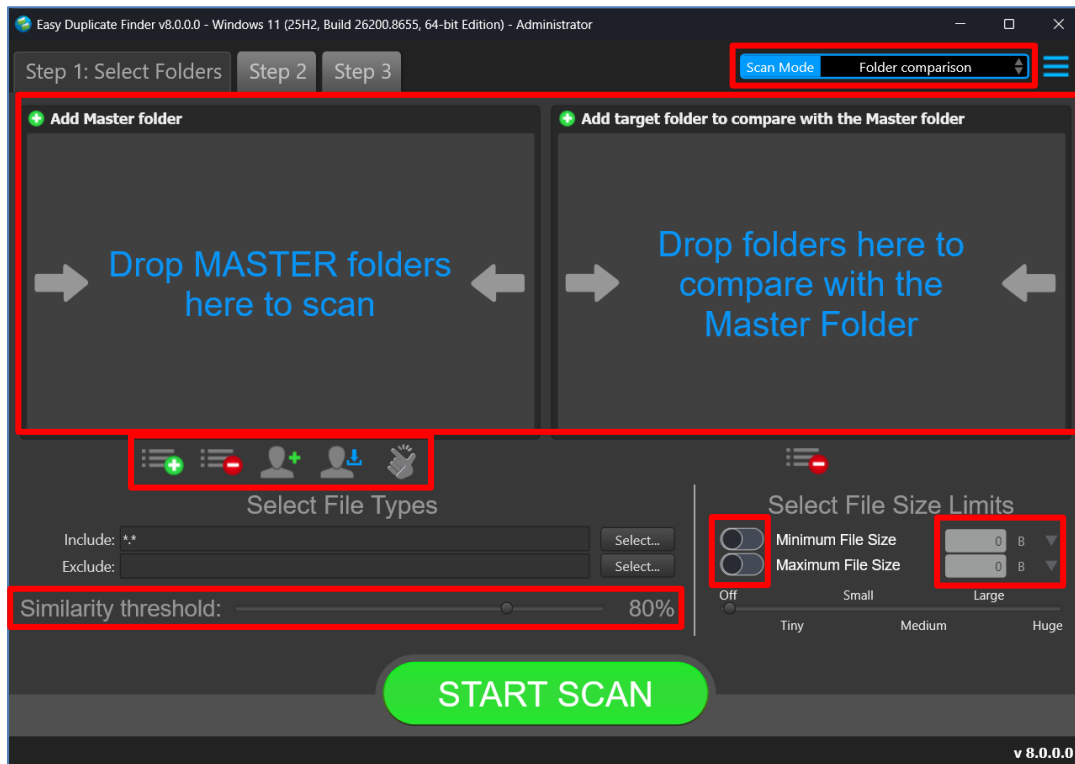 Easy Duplicate Finder v8.0.0.0 - Windows 11 (25H2, Build 26200.8655, 64-bit Edition) - Administrator
Step 1: Select Folders Step 2 Step 3 Scan Mode Folder comparison
Add Master folder
Add target folder to compare with the Master folder
Drop MASTER folders
here to scan
Drop folders here to
compare with the
Master Folder
Select File Types
Include: *.* Select...
Exclude: Select...
Similarity threshold: 80%
Select File Size Limits
Minimum File Size 0 B
Maximum File Size 0 B
Off Small Large
Tiny Medium Huge
START SCAN
v 8.0.0.0